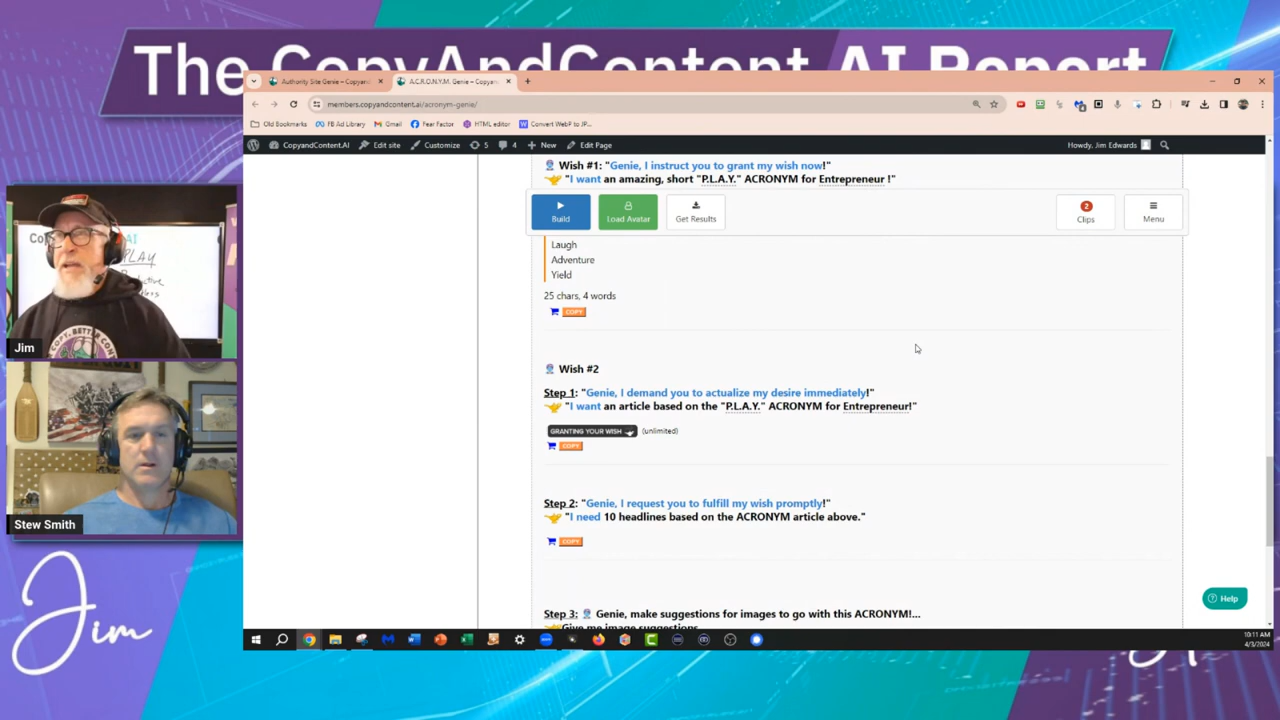 The CopyAndContent AI Report
Authority Site Genie – Copyand
A.C.R.O.N.Y.M. Genie – Copyan
members.copyandcontent.ai/acronym-genie/
Old Bookmarks
FB Ad Library
Gmail
Fear Factor
HTML editor
Convert WebP to JP...
CopyandContent.AI
Edit site
Customize
5
4
New
Edit Page
Howdy, Jim Edwards
Wish #1: "Genie, I instruct you to grant my wish now!"
"I want an amazing, short "P.L.A.Y." ACRONYM for Entrepreneur !"
Build
Load Avatar
Get Results
2
Clips
Menu
Laugh
Adventure
Yield
25 chars, 4 words
COPY
Wish #2
Step 1: "Genie, I demand you to actualize my desire immediately!"
"I want an article based on the "P.L.A.Y." ACRONYM for Entrepreneur!"
GRANTING YOUR WISH
(unlimited)
COPY
Step 2: "Genie, I request you to fulfill my wish promptly!"
"I need 10 headlines based on the ACRONYM article above."
COPY
Step 3: Genie, make suggestions for images to go with this ACRONYM!...
Give me image suggestions
Help
10:11 AM
4/3/2024
AI
PLAY
Jim
Stew Smith
Jim